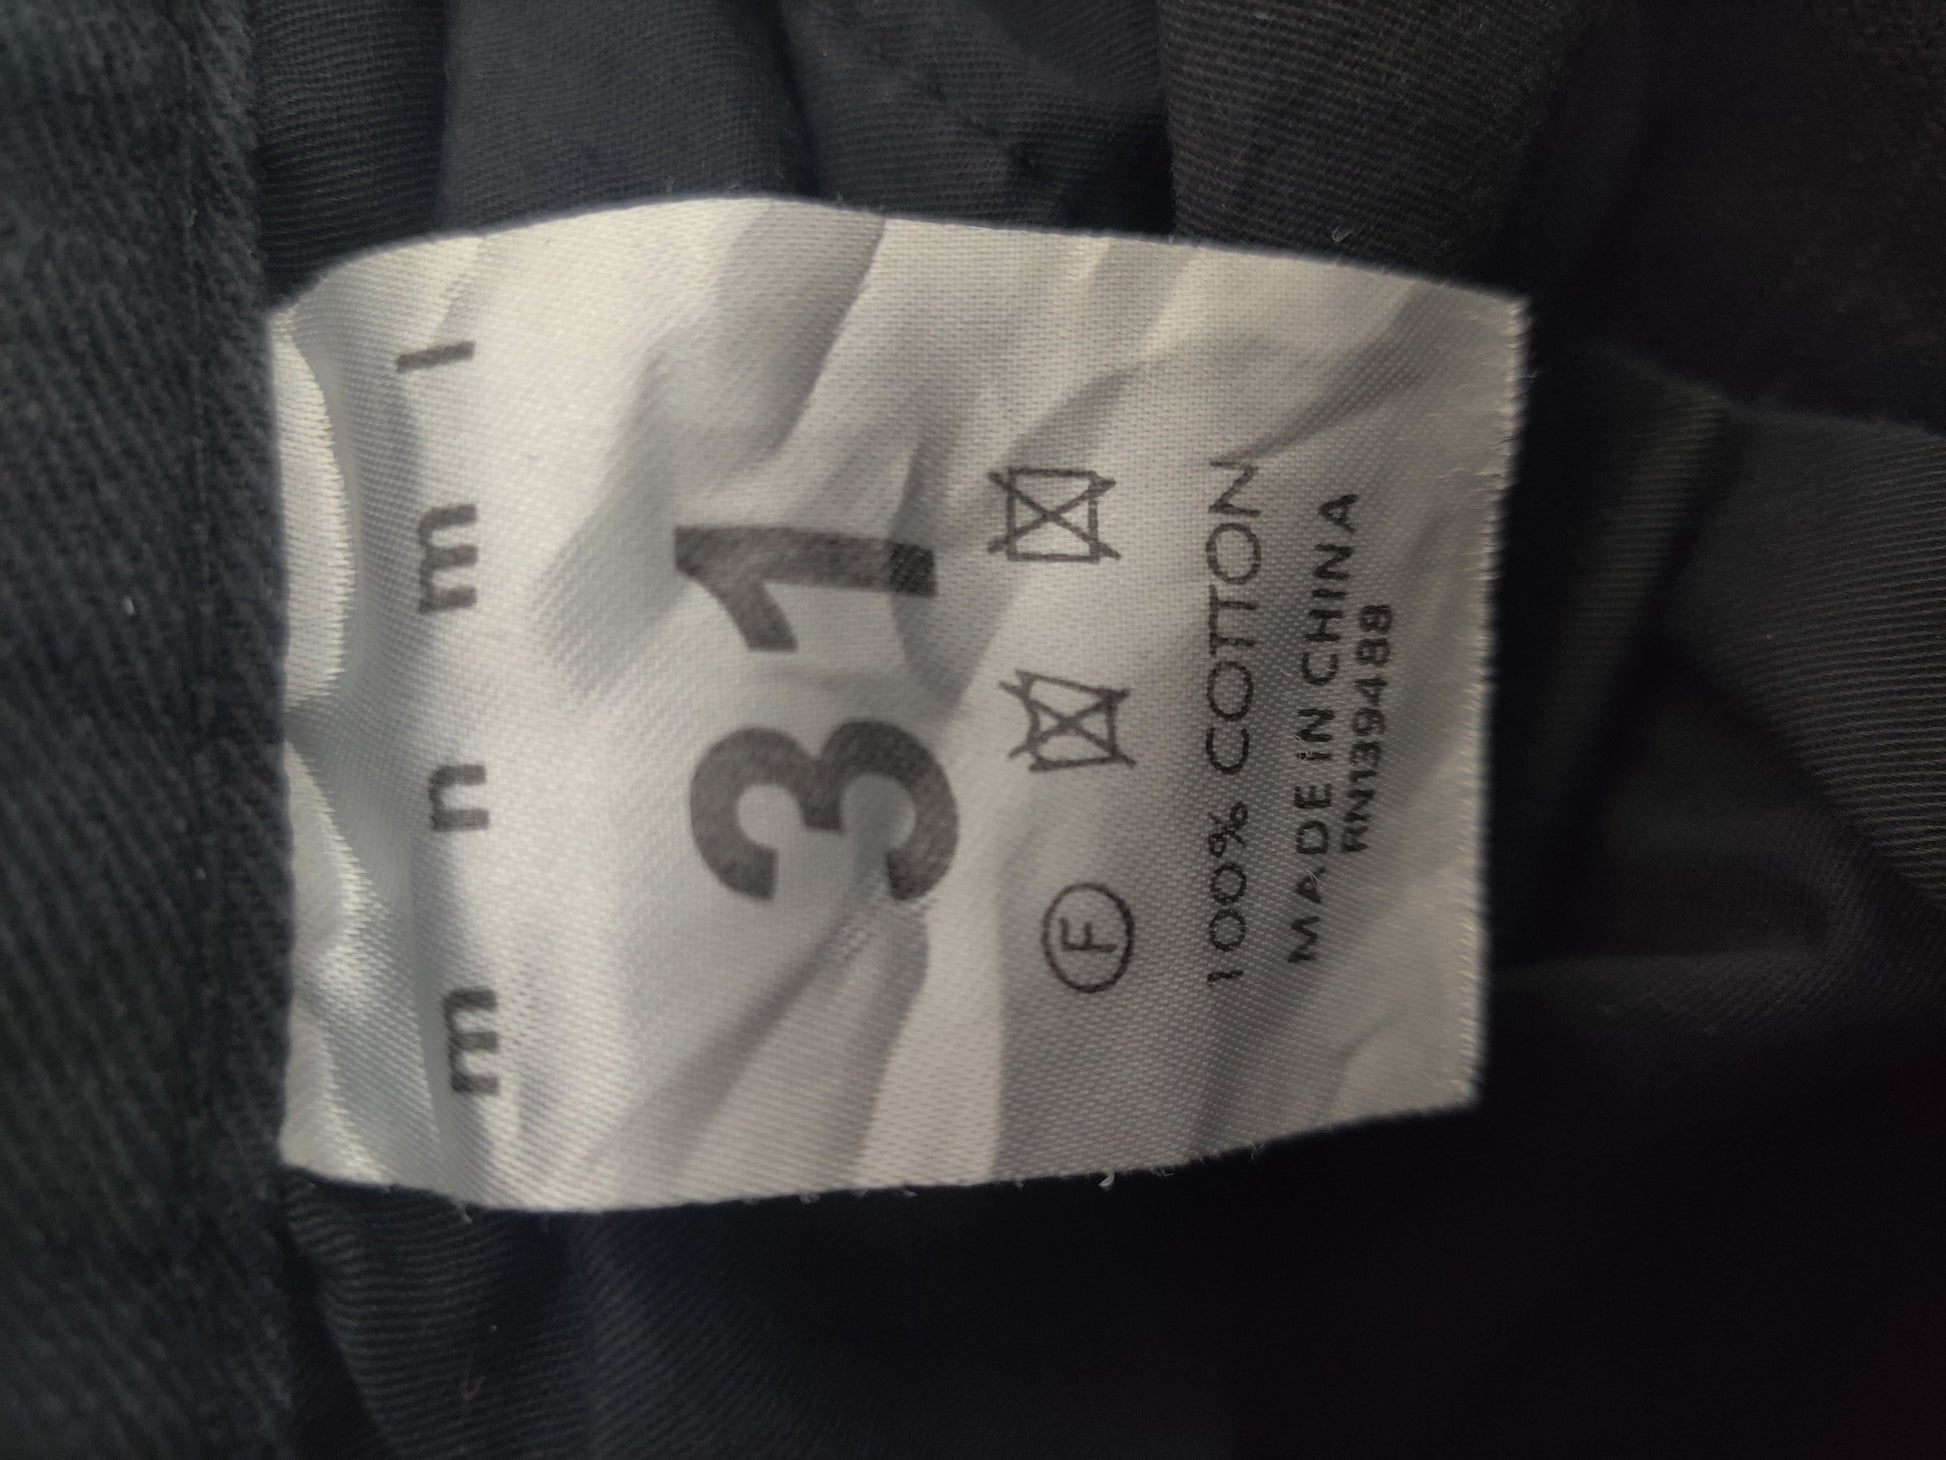 m n m l
31
F
100% COTTON
MADE iN CHINA
RN139488